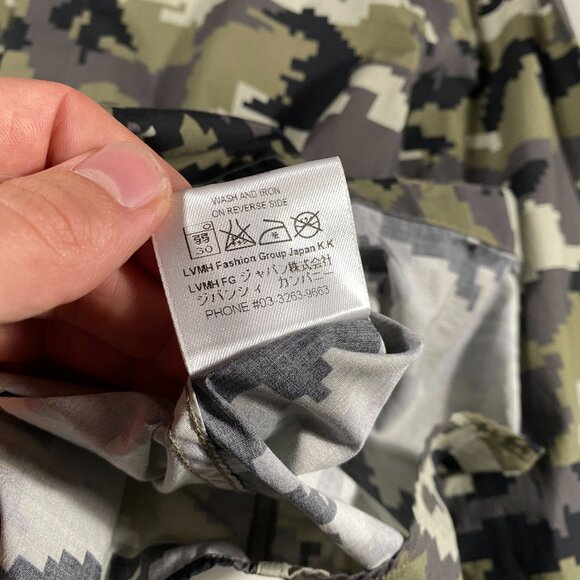 WASH AND IRON
ON REVERSE SIDE
弱
30
LVMH Fashion Group Japan K.K
LVMH FG ジャパン株式会社
ジバンシィ カンパニー
PHONE #03-3263-9563